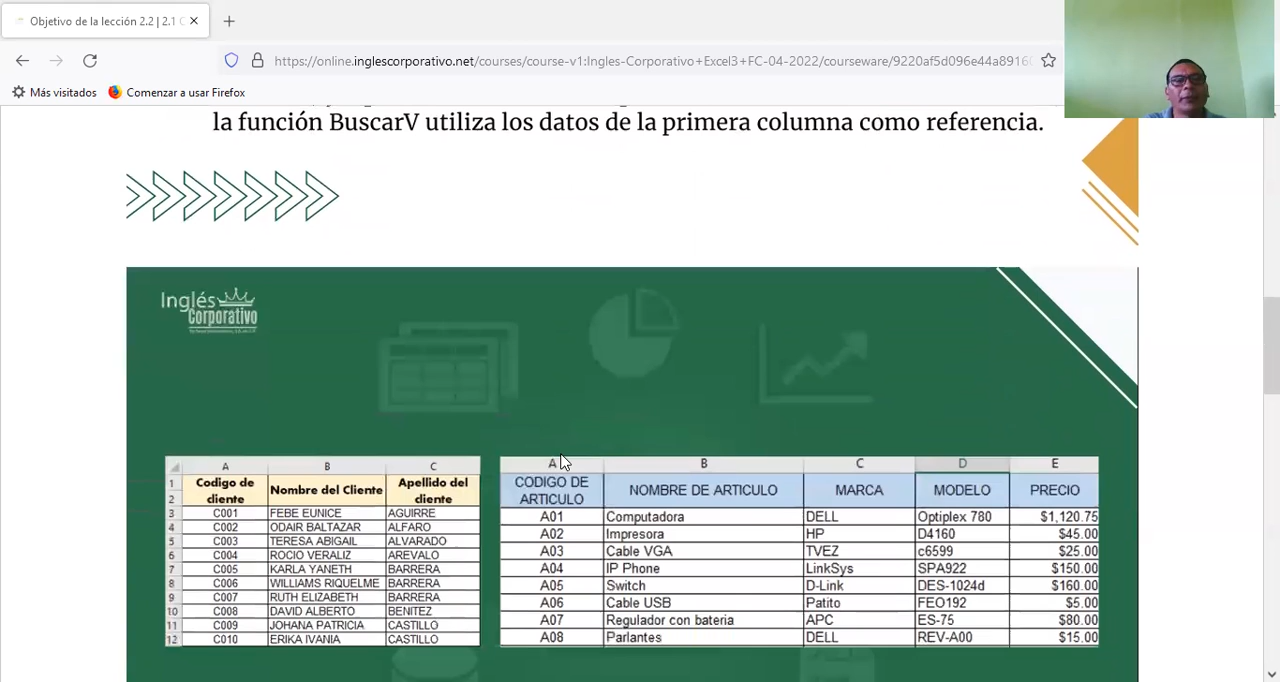 Objetivo de la lección 2.2 | 2.1
https://online.inglescorporativo.net/courses/course-v1:Ingles-Corporativo+Excel3+FC-04-2022/courseware/9220af5d096e44a89160
Más visitados Comenzar a usar Firefox
la función BuscarV utiliza los datos de la primera columna como referencia.
Inglés
Corporativo
A B C
1 Codigo de cliente Nombre del Cliente Apellido del cliente
2
3 C001 FEBE EUNICE AGUIRRE
4 C002 ODAIR BALTAZAR ALFARO
5 C003 TERESA ABIGAIL ALVARADO
6 C004 ROCIO VERALIZ AREVALO
7 C005 KARLA YANETH BARRERA
8 C006 WILLIAMS RIQUELME BARRERA
9 C007 RUTH ELIZABETH BARRERA
10 C008 DAVID ALBERTO BENITEZ
11 C009 JOHANA PATRICIA CASTILLO
12 C010 ERIKA IVANIA CASTILLO
A B C D E
CODIGO DE ARTICULO NOMBRE DE ARTICULO MARCA MODELO PRECIO
A01 Computadora DELL Optiplex 780 $1,120.75
A02 Impresora HP D4160 $45.00
A03 Cable VGA TVEZ c6599 $25.00
A04 IP Phone LinkSys SPA922 $150.00
A05 Switch D-Link DES-1024d $160.00
A06 Cable USB Patito FEO192 $5.00
A07 Regulador con bateria APC ES-75 $80.00
A08 Parlantes DELL REV-A00 $15.00